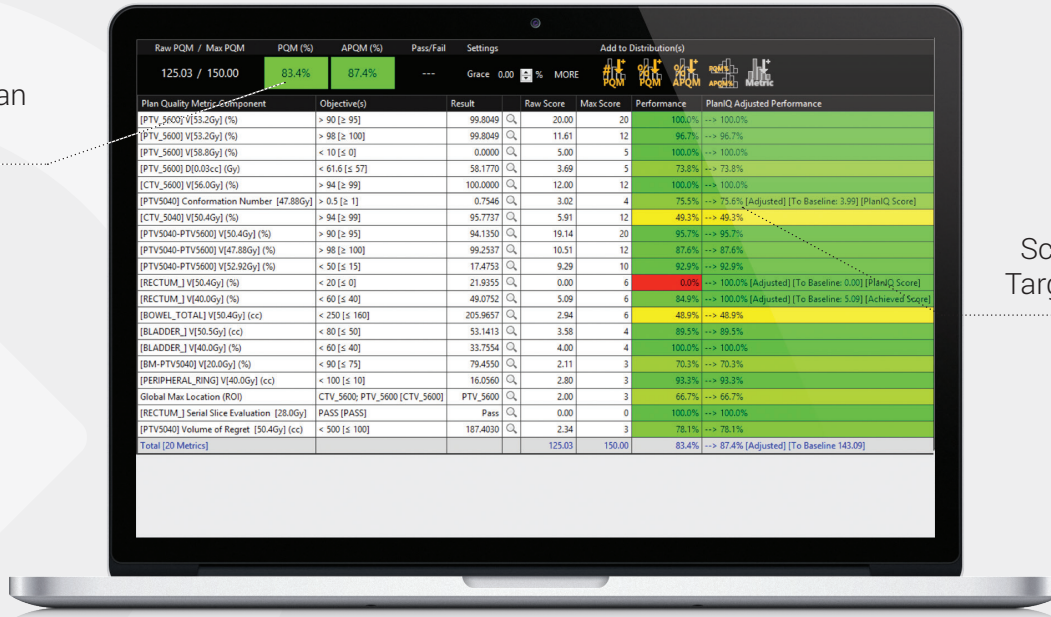 Raw PQM / Max PQM PQM (%) APQM (%) Pass/Fail Settings Add to Distribution(s)
125.03 / 150.00 83.4% 87.4% --- Grace 0.00 % MORE # PQM % PQM % APQM PQM% APQM% Metric
Plan Quality Metric Component Objective(s) Result Raw Score Max Score Performance PlanIQ Adjusted Performance
[PTV_5600] V[53.2Gy] (%) > 90 [≥ 95] 99.8049 20.00 20 100.0% --> 100.0%
[PTV_5600] V[53.2Gy] (%) > 98 [≥ 100] 99.8049 11.61 12 96.7% --> 96.7%
[PTV_5600] V[58.8Gy] (%) < 10 [≤ 0] 0.0000 5.00 5 100.0% --> 100.0%
[PTV_5600] D[0.03cc] (Gy) < 61.6 [≤ 57] 58.1770 3.69 5 73.8% --> 73.8%
[CTV_5600] V[56.0Gy] (%) > 94 [≥ 99] 100.0000 12.00 12 100.0% --> 100.0%
[PTV5040] Conformation Number [47.88Gy] > 0.5 [≥ 1] 0.7546 3.02 4 75.5% --> 75.6% [Adjusted] [To Baseline: 3.99] [PlanIQ Score]
[CTV_5040] V[50.4Gy] (%) > 94 [≥ 99] 95.7737 5.91 12 49.3% --> 49.3%
[PTV5040-PTV5600] V[50.4Gy] (%) > 90 [≥ 95] 94.1350 19.14 20 95.7% --> 95.7%
[PTV5040-PTV5600] V[47.88Gy] (%) > 98 [≥ 100] 99.2537 10.51 12 87.6% --> 87.6%
[PTV5040-PTV5600] V[52.92Gy] (%) < 50 [≤ 15] 17.4753 9.29 10 92.9% --> 92.9%
[RECTUM_] V[50.4Gy] (%) < 20 [≤ 0] 21.9355 0.00 6 0.0% --> 100.0% [Adjusted] [To Baseline: 0.00] [PlanIQ Score]
[RECTUM_] V[40.0Gy] (%) < 60 [≤ 40] 49.0752 5.09 6 84.9% --> 100.0% [Adjusted] [To Baseline: 5.09] [Achieved Score]
[BOWEL_TOTAL] V[50.4Gy] (cc) < 250 [≤ 160] 205.9657 2.94 6 48.9% --> 48.9%
[BLADDER_] V[50.5Gy] (cc) < 80 [≤ 50] 53.1413 3.58 4 89.5% --> 89.5%
[BLADDER_] V[40.0Gy] (%) < 60 [≤ 40] 33.7554 4.00 4 100.0% --> 100.0%
[BM-PTV5040] V[20.0Gy] (%) < 90 [≤ 75] 79.4550 2.11 3 70.3% --> 70.3%
[PERIPHERAL_RING] V[40.0Gy] (cc) < 100 [≤ 10] 16.0560 2.80 3 93.3% --> 93.3%
Global Max Location (ROI) CTV_5600; PTV_5600 [CTV_5600] PTV_5600 2.00 3 66.7% --> 66.7%
[RECTUM_] Serial Slice Evaluation [28.0Gy] PASS [PASS] Pass 0.00 0 100.0% --> 100.0%
[PTV5040] Volume of Regret [50.4Gy] (cc) < 500 [≤ 100] 187.4030 2.34 3 78.1% --> 78.1%
Total [20 Metrics] 125.03 150.00 83.4% --> 87.4% [Adjusted] [To Baseline 143.09]